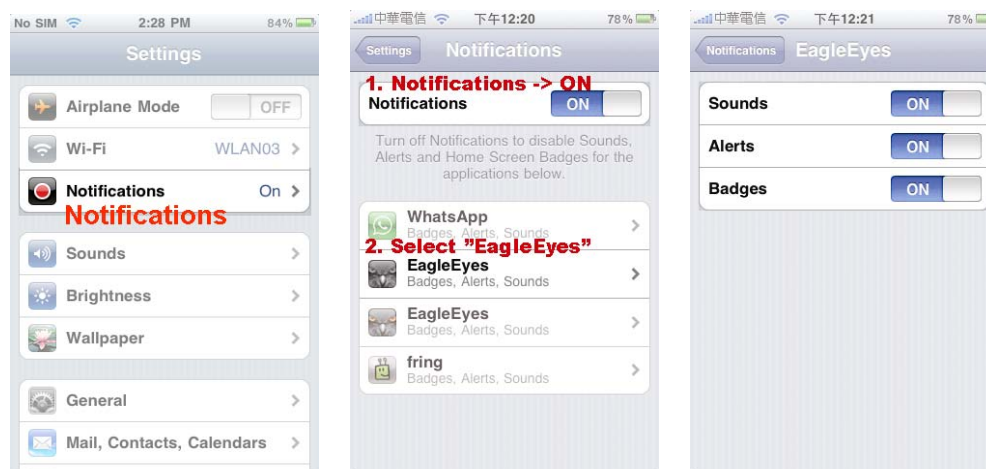 No SIM 2:28 PM 84%
Settings
Airplane Mode OFF
Wi-Fi WLAN03
Notifications On
Notifications
Sounds
Brightness
Wallpaper
General
Mail, Contacts, Calendars
中華電信 下午12:20 78%
Settings Notifications
1. Notifications -> ON
Notifications ON
Turn off Notifications to disable Sounds,
Alerts and Home Screen Badges for the
applications below.
WhatsApp
Badges, Alerts, Sounds
2. Select ”EagleEyes”
EagleEyes
Badges, Alerts, Sounds
EagleEyes
Badges, Alerts, Sounds
fring
Badges, Alerts, Sounds
中華電信 下午12:21 78%
Notifications EagleEyes
Sounds ON
Alerts ON
Badges ON